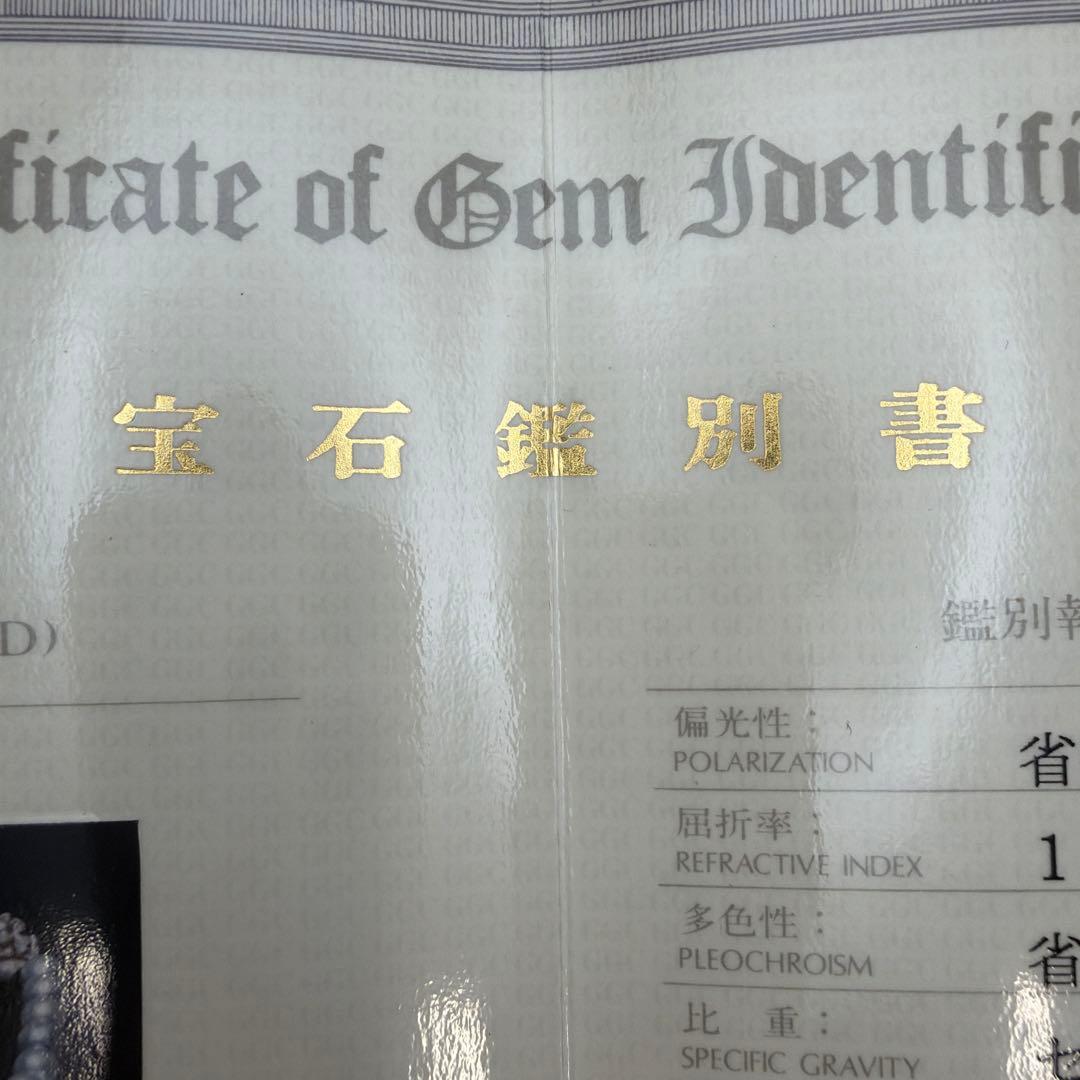 ficate of Gem Identifi
宝石鑑別書
D)
鑑別報
偏光性：
POLARIZATION
省
屈折率：
REFRACTIVE INDEX
1
多色性：
PLEOCHROISM
省
比　重：
SPECIFIC GRAVITY